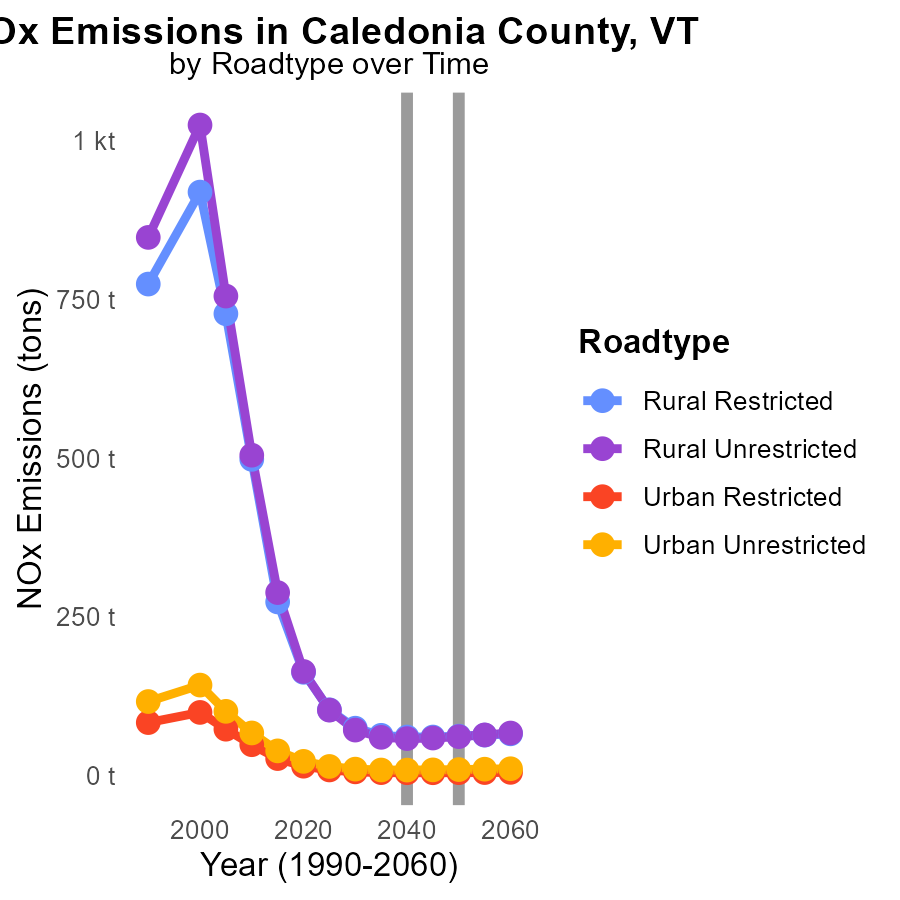 Ox Emissions in Caledonia County, VT
by Roadtype over Time
1 kt
750 t
500 t
250 t
0 t
NOx Emissions (tons)
2000 2020 2040 2060
Year (1990-2060)
Roadtype
Rural Restricted
Rural Unrestricted
Urban Restricted
Urban Unrestricted